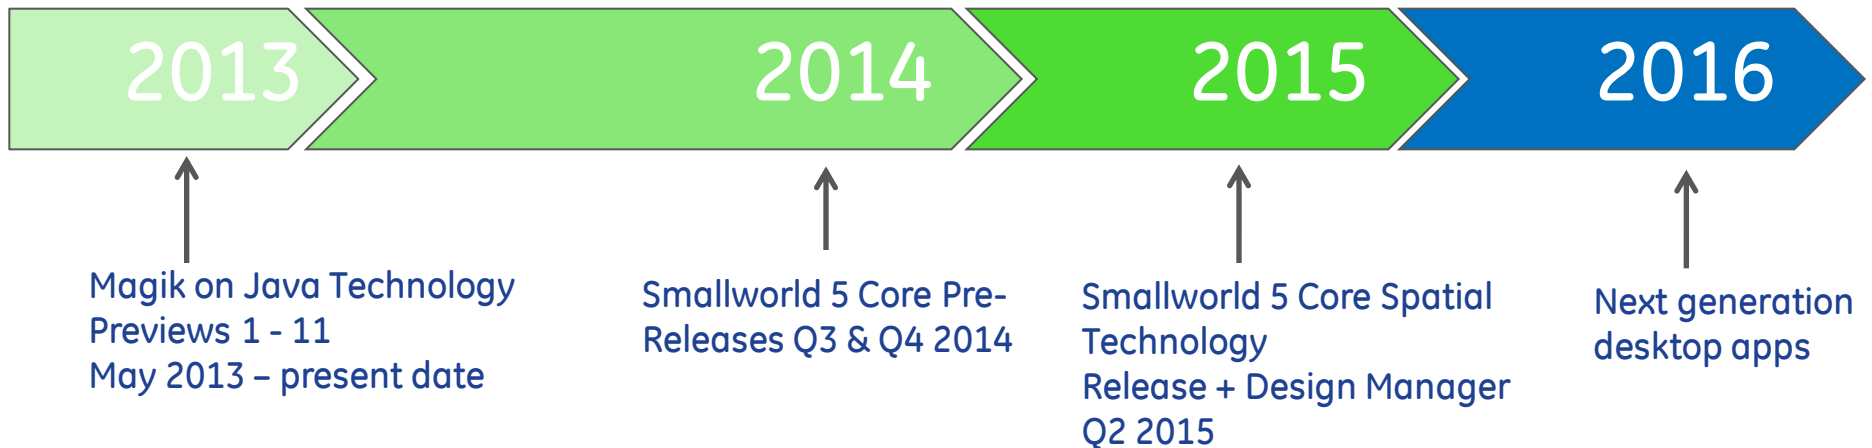 2013
2014
2015
2016
Magik on Java Technology
Previews 1 - 11
May 2013 – present date
Smallworld 5 Core Pre-
Releases Q3 & Q4 2014
Smallworld 5 Core Spatial
Technology
Release + Design Manager
Q2 2015
Next generation
desktop apps